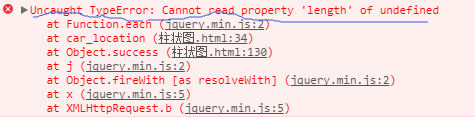 Uncaught TypeError: Cannot read property 'length' of undefined
at Function.each (jquery.min.js:2)
at car_location (柱状图.html:34)
at Object.success (柱状图.html:130)
at j (jquery.min.js:2)
at Object.fireWith [as resolveWith] (jquery.min.js:2)
at x (jquery.min.js:5)
at XMLHttpRequest.b (jquery.min.js:5)